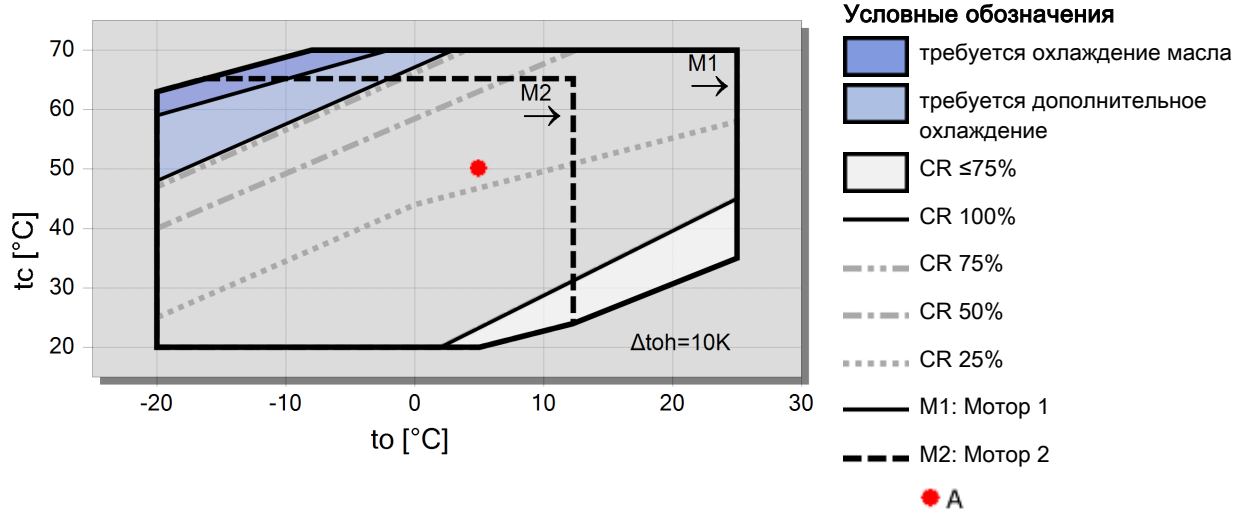 70
60
50
40
30
20
-20
-10
0
10
20
30
tc [°C]
to [°C]
M1
M2
Δtoh=10K
Условные обозначения
требуется охлаждение масла
требуется дополнительное
охлаждение
CR ≤75%
CR 100%
CR 75%
CR 50%
CR 25%
M1: Мотор 1
M2: Мотор 2
A